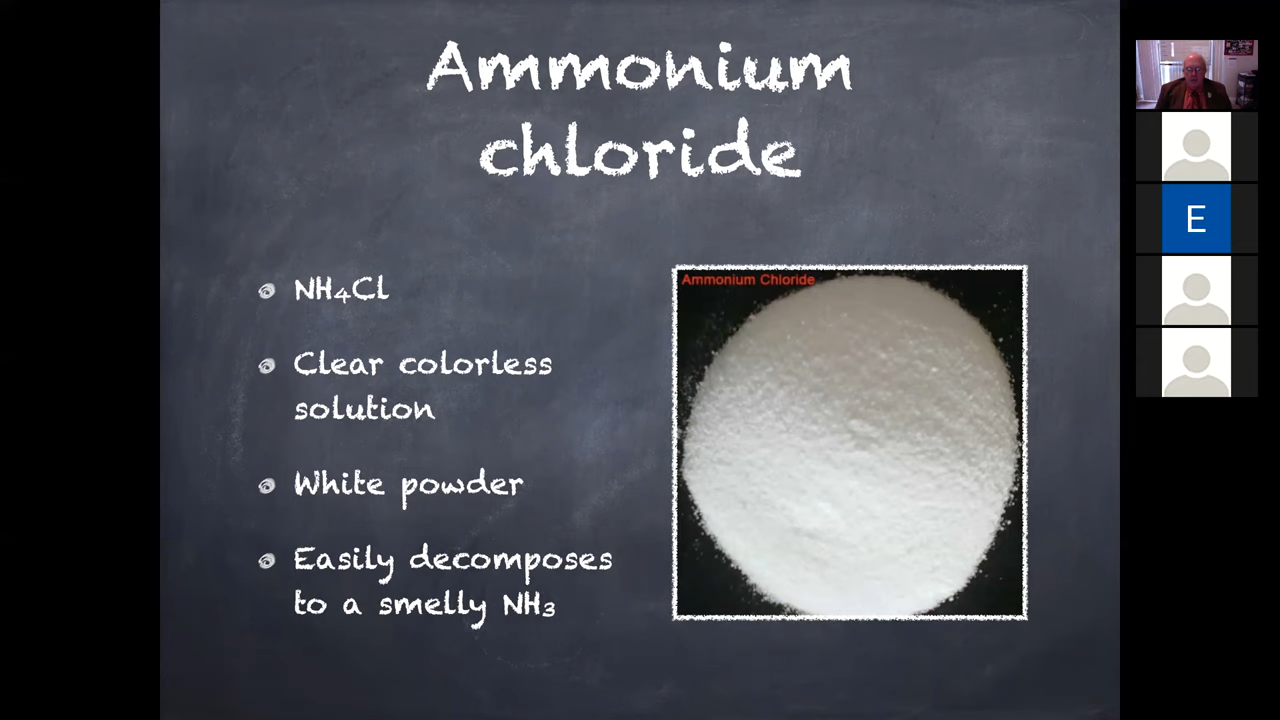 Ammonium
chloride
NH₄Cl
Clear colorless
solution
White powder
Easily decomposes
to a smelly NH₃
Ammonium Chloride
E